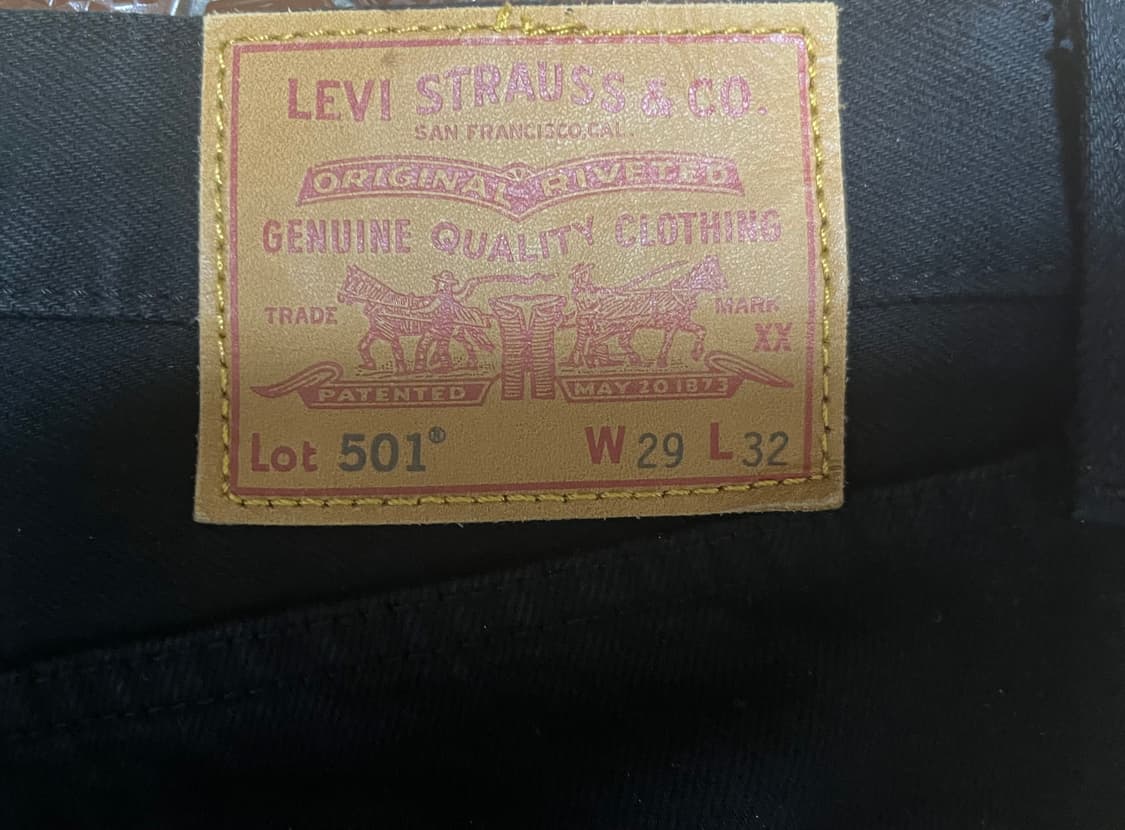 LEVI STRAUSS & CO.
SAN FRANCISCO, CAL.
ORIGINAL RIVETED
GENUINE QUALITY CLOTHING
TRADE MARK
XX
PATENTED MAY 20 1873
Lot 501® W 29 L 32